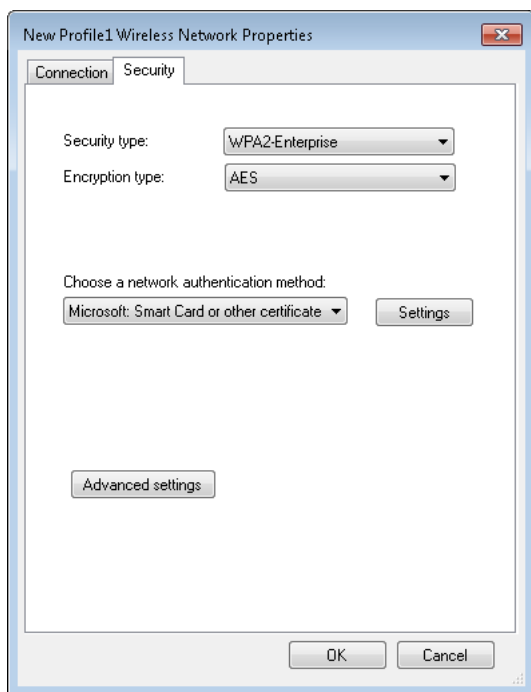 New Profile1 Wireless Network Properties
Connection Security
Security type: WPA2-Enterprise
Encryption type: AES
Choose a network authentication method:
Microsoft: Smart Card or other certificate Settings
Advanced settings
OK Cancel